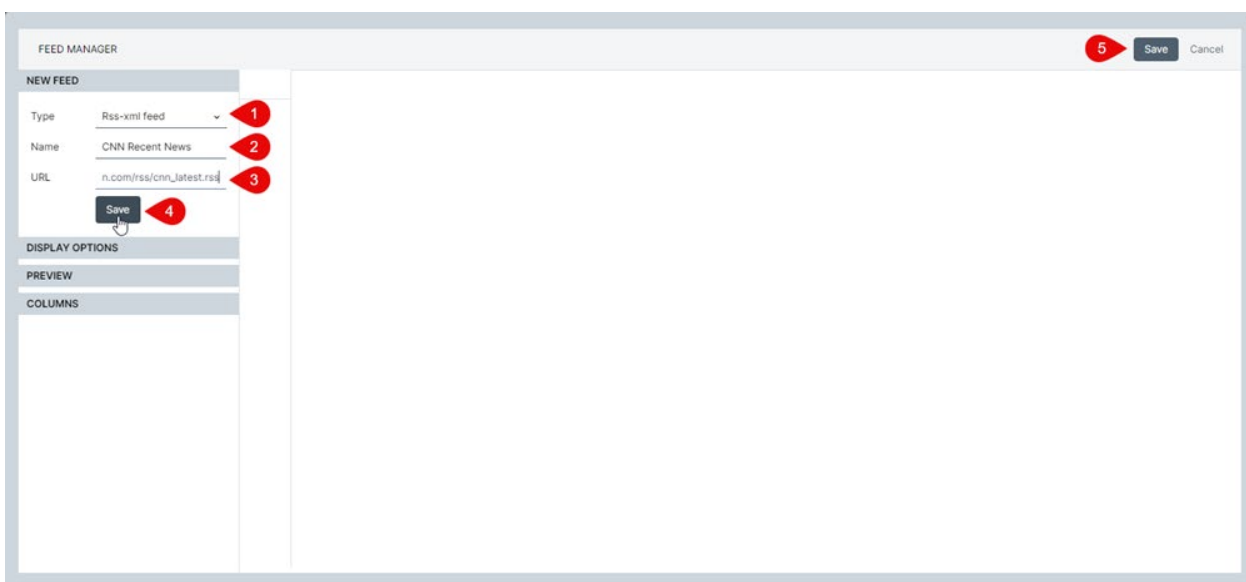 FEED MANAGER
5 Save Cancel
NEW FEED
Type Rss-xml feed 1
Name CNN Recent News 2
URL n.com/rss/cnn_latest.rss 3
Save 4
DISPLAY OPTIONS
PREVIEW
COLUMNS